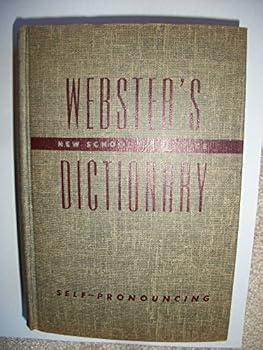 WEBSTER'S
NEW SCHOOL
DICTIONARY
SELF-PRONOUNCING